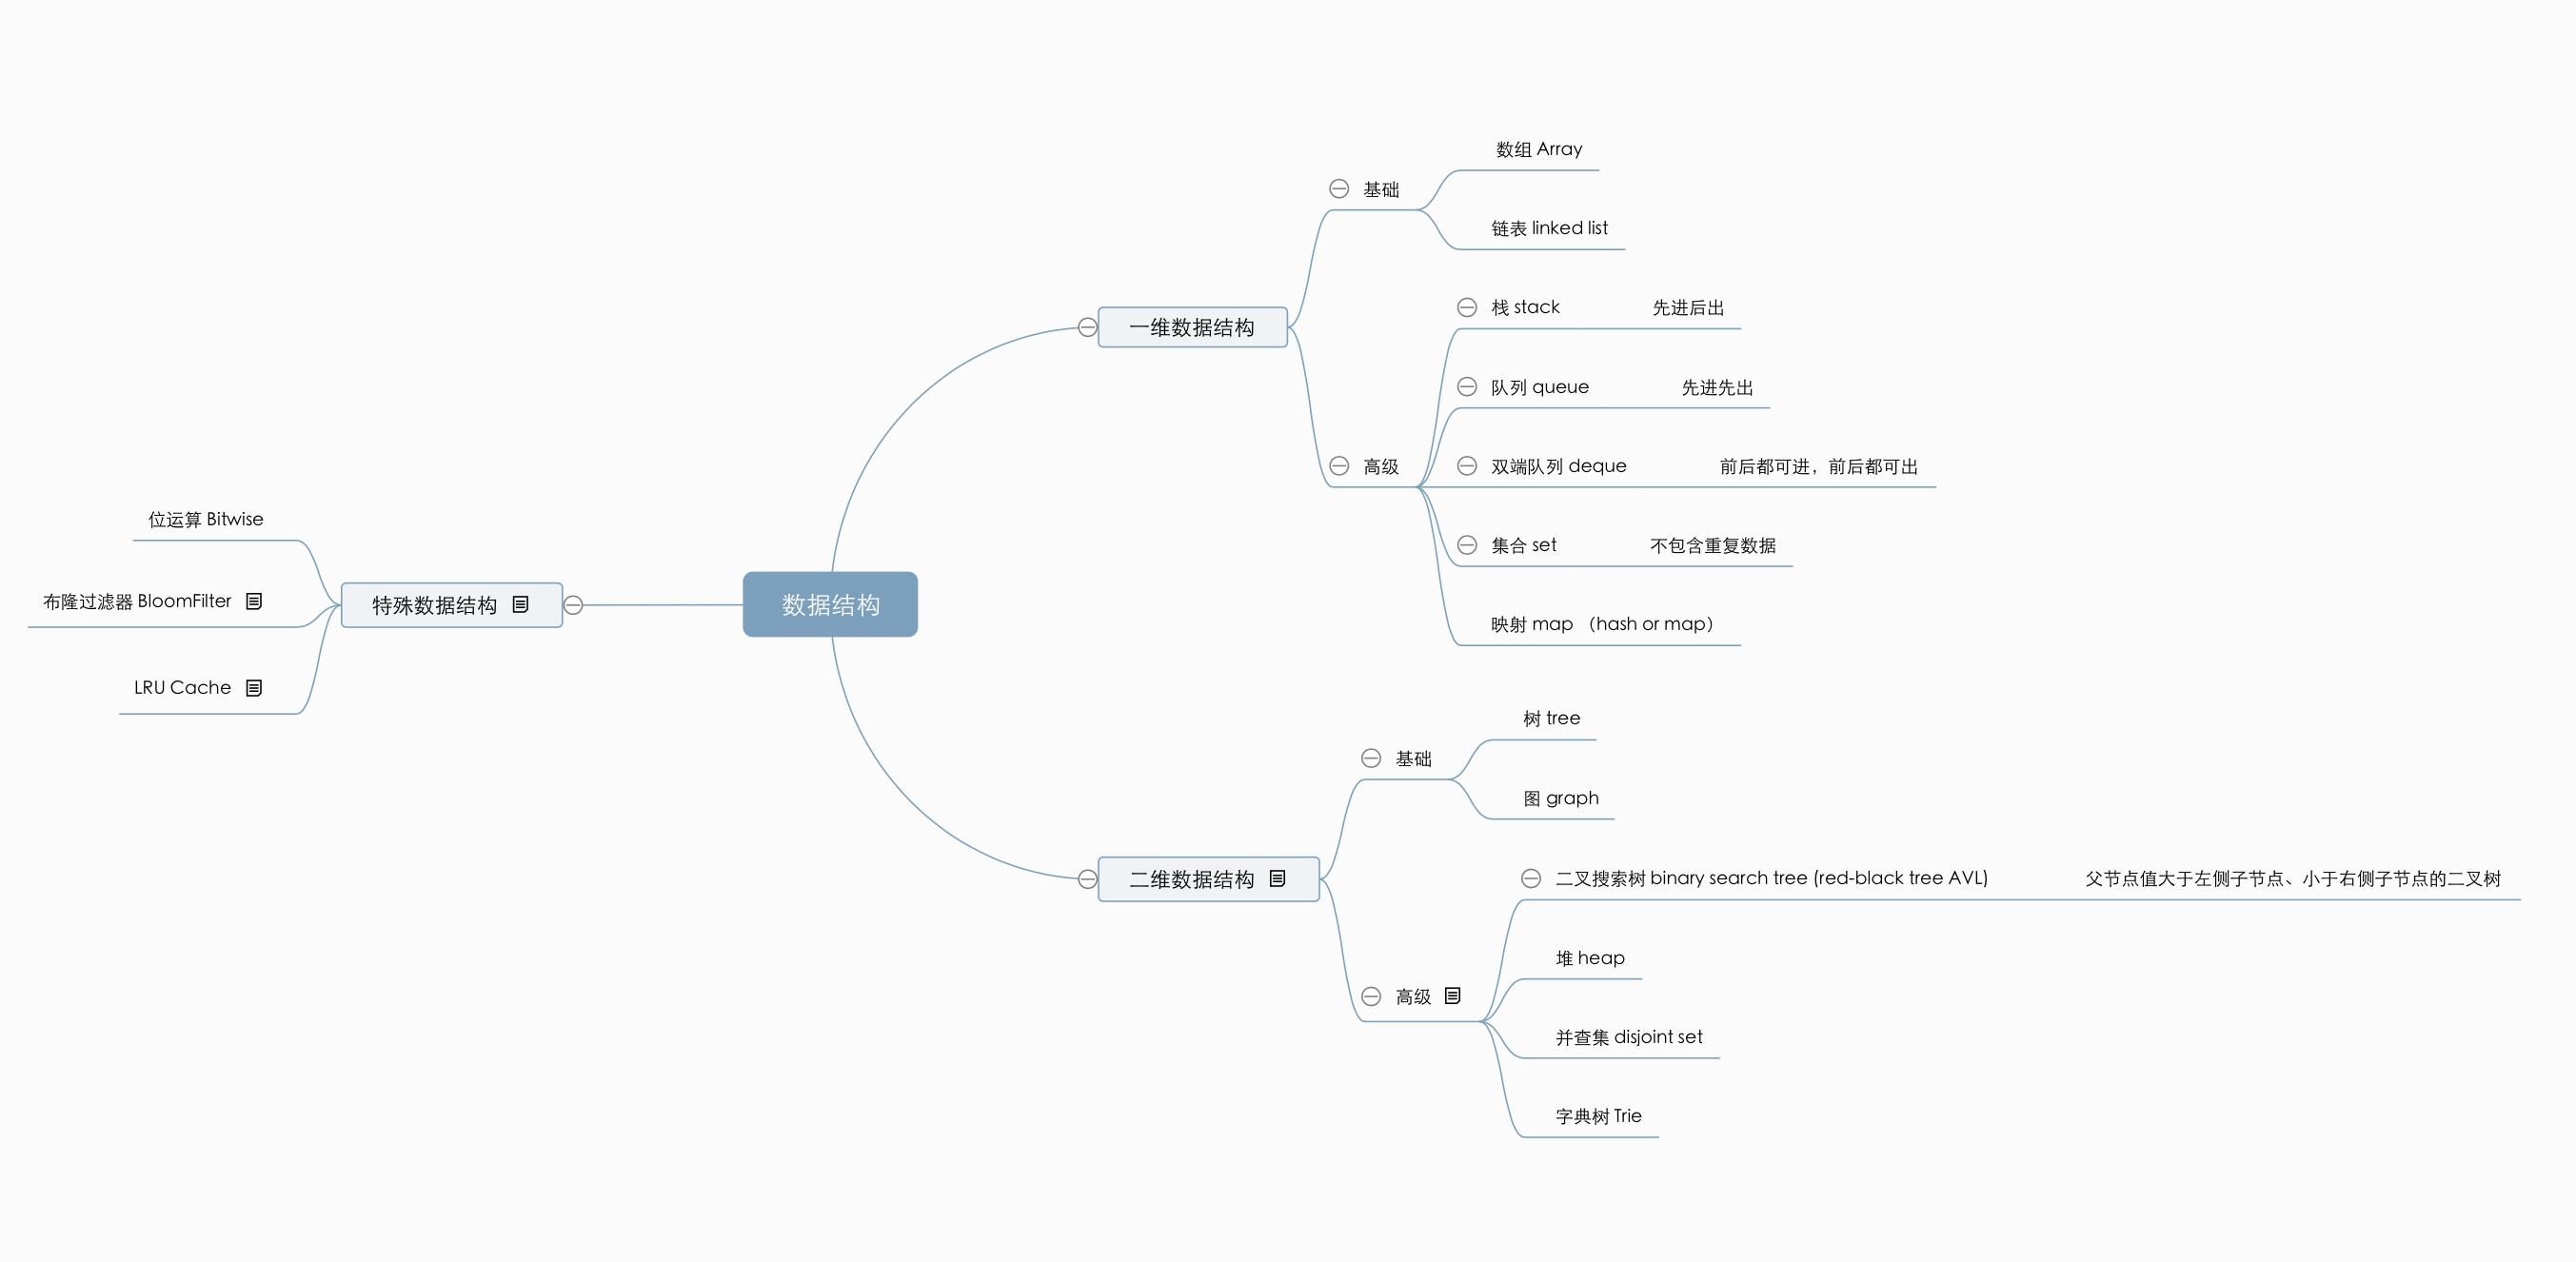 数据结构
一维数据结构
基础
数组 Array
链表 linked list
高级
栈 stack
先进后出
队列 queue
先进先出
双端队列 deque
前后都可进，前后都可出
集合 set
不包含重复数据
映射 map （hash or map）
二维数据结构
基础
树 tree
图 graph
高级
二叉搜索树 binary search tree (red-black tree AVL)
父节点值大于左侧子节点、小于右侧子节点的二叉树
堆 heap
并查集 disjoint set
字典树 Trie
特殊数据结构
位运算 Bitwise
布隆过滤器 BloomFilter
LRU Cache